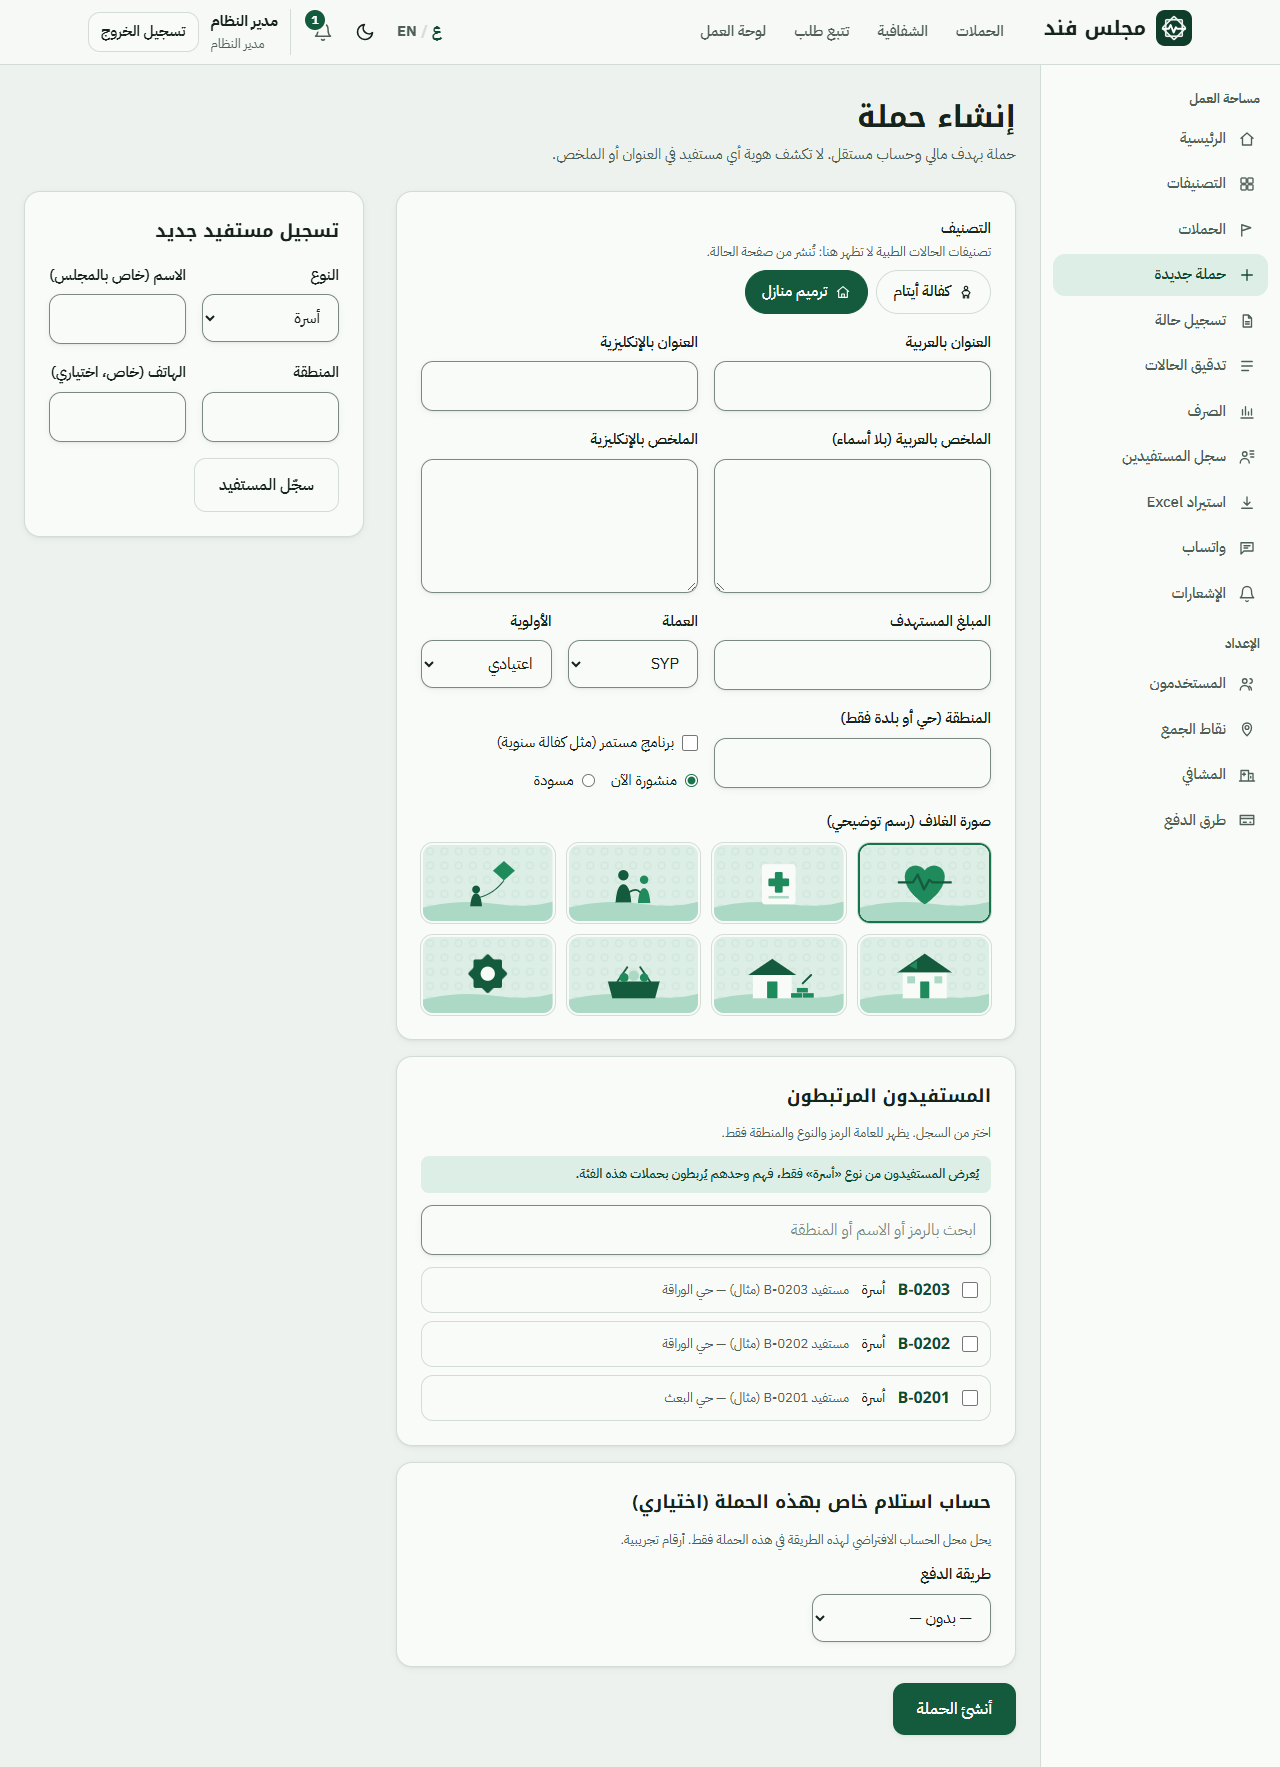 مجلس فند
الحملات
الشفافية
تتبع طلب
لوحة العمل
ع / EN
1
مدير النظام
مدير النظام
تسجيل الخروج
مساحة العمل
الرئيسية
التصنيفات
الحملات
حملة جديدة
تسجيل حالة
تدقيق الحالات
الصرف
سجل المستفيدين
استيراد Excel
واتساب
الإشعارات
الإعداد
المستخدمون
نقاط الجمع
المشافي
طرق الدفع
إنشاء حملة
حملة بهدف مالي وحساب مستقل. لا تكشف هوية أي مستفيد في العنوان أو الملخص.
التصنيف
تصنيفات الحالات الطبية لا تظهر هنا: تُنشر من صفحة الحالة.
كفالة أيتام
ترميم منازل
العنوان بالعربية
العنوان بالإنكليزية
الملخص بالعربية (بلا أسماء)
الملخص بالإنكليزية
المبلغ المستهدف
العملة
الأولوية
SYP
اعتيادي
المنطقة (حي أو بلدة فقط)
برنامج مستمر (مثل كفالة سنوية)
منشورة الآن
مسودة
صورة الغلاف (رسم توضيحي)
المستفيدون المرتبطون
اختر من السجل. يظهر للعامة الرمز والنوع والمنطقة فقط.
يُعرض المستفيدون من نوع «أسرة» فقط، فهم وحدهم يُربطون بحملات هذه الفئة.
ابحث بالرمز أو الاسم أو المنطقة
B-0203 أسرة مستفيد B-0203 (مثال) — حي الوراقة
B-0202 أسرة مستفيد B-0202 (مثال) — حي الوراقة
B-0201 أسرة مستفيد B-0201 (مثال) — حي البعث
حساب استلام خاص بهذه الحملة (اختياري)
يحل محل الحساب الافتراضي لهذه الطريقة في هذه الحملة فقط. أرقام تجريبية.
طريقة الدفع
— بدون —
أنشئ الحملة
تسجيل مستفيد جديد
النوع
الاسم (خاص بالمجلس)
أسرة
المنطقة
الهاتف (خاص، اختياري)
سجّل المستفيد